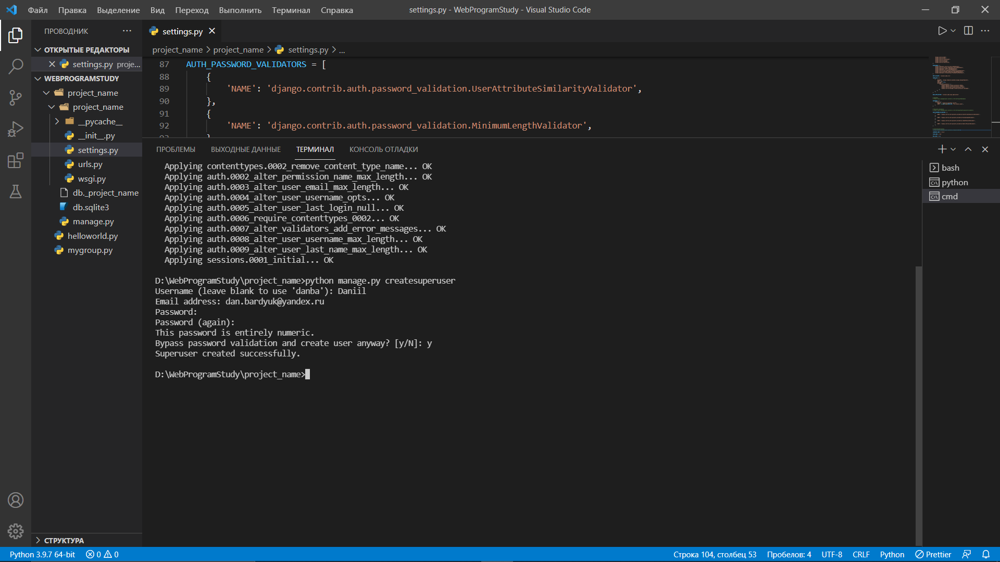 Файл Правка Выделение Вид Переход Выполнить Терминал Справка
settings.py - WebProgramStudy - Visual Studio Code
ПРОВОДНИК
ОТКРЫТЫЕ РЕДАКТОРЫ
settings.py proje...
WEBPROGRAMSTUDY
project_name
project_name
__pycache__
__init__.py
settings.py
urls.py
wsgi.py
db._project_name
db.sqlite3
manage.py
helloworld.py
mygroup.py
СТРУКТУРА
settings.py
project_name > project_name > settings.py > ...
87 AUTH_PASSWORD_VALIDATORS = [
88 {
89 'NAME': 'django.contrib.auth.password_validation.UserAttributeSimilarityValidator',
90 },
91 {
92 'NAME': 'django.contrib.auth.password_validation.MinimumLengthValidator',
ПРОБЛЕМЫ ВЫХОДНЫЕ ДАННЫЕ ТЕРМИНАЛ КОНСОЛЬ ОТЛАДКИ
Applying contenttypes.0002_remove_content_type_name... OK
Applying auth.0002_alter_permission_name_max_length... OK
Applying auth.0003_alter_user_email_max_length... OK
Applying auth.0004_alter_user_username_opts... OK
Applying auth.0005_alter_user_last_login_null... OK
Applying auth.0006_require_contenttypes_0002... OK
Applying auth.0007_alter_validators_add_error_messages... OK
Applying auth.0008_alter_user_username_max_length... OK
Applying auth.0009_alter_user_last_name_max_length... OK
Applying sessions.0001_initial... OK
D:\WebProgramStudy\project_name>python manage.py createsuperuser
Username (leave blank to use 'danba'): Daniil
Email address: dan.bardyuk@yandex.ru
Password:
Password (again):
This password is entirely numeric.
Bypass password validation and create user anyway? [y/N]: y
Superuser created successfully.
D:\WebProgramStudy\project_name>
bash
python
cmd
Python 3.9.7 64-bit 0 0
Строка 104, столбец 53 Пробелов: 4 UTF-8 CRLF Python Prettier